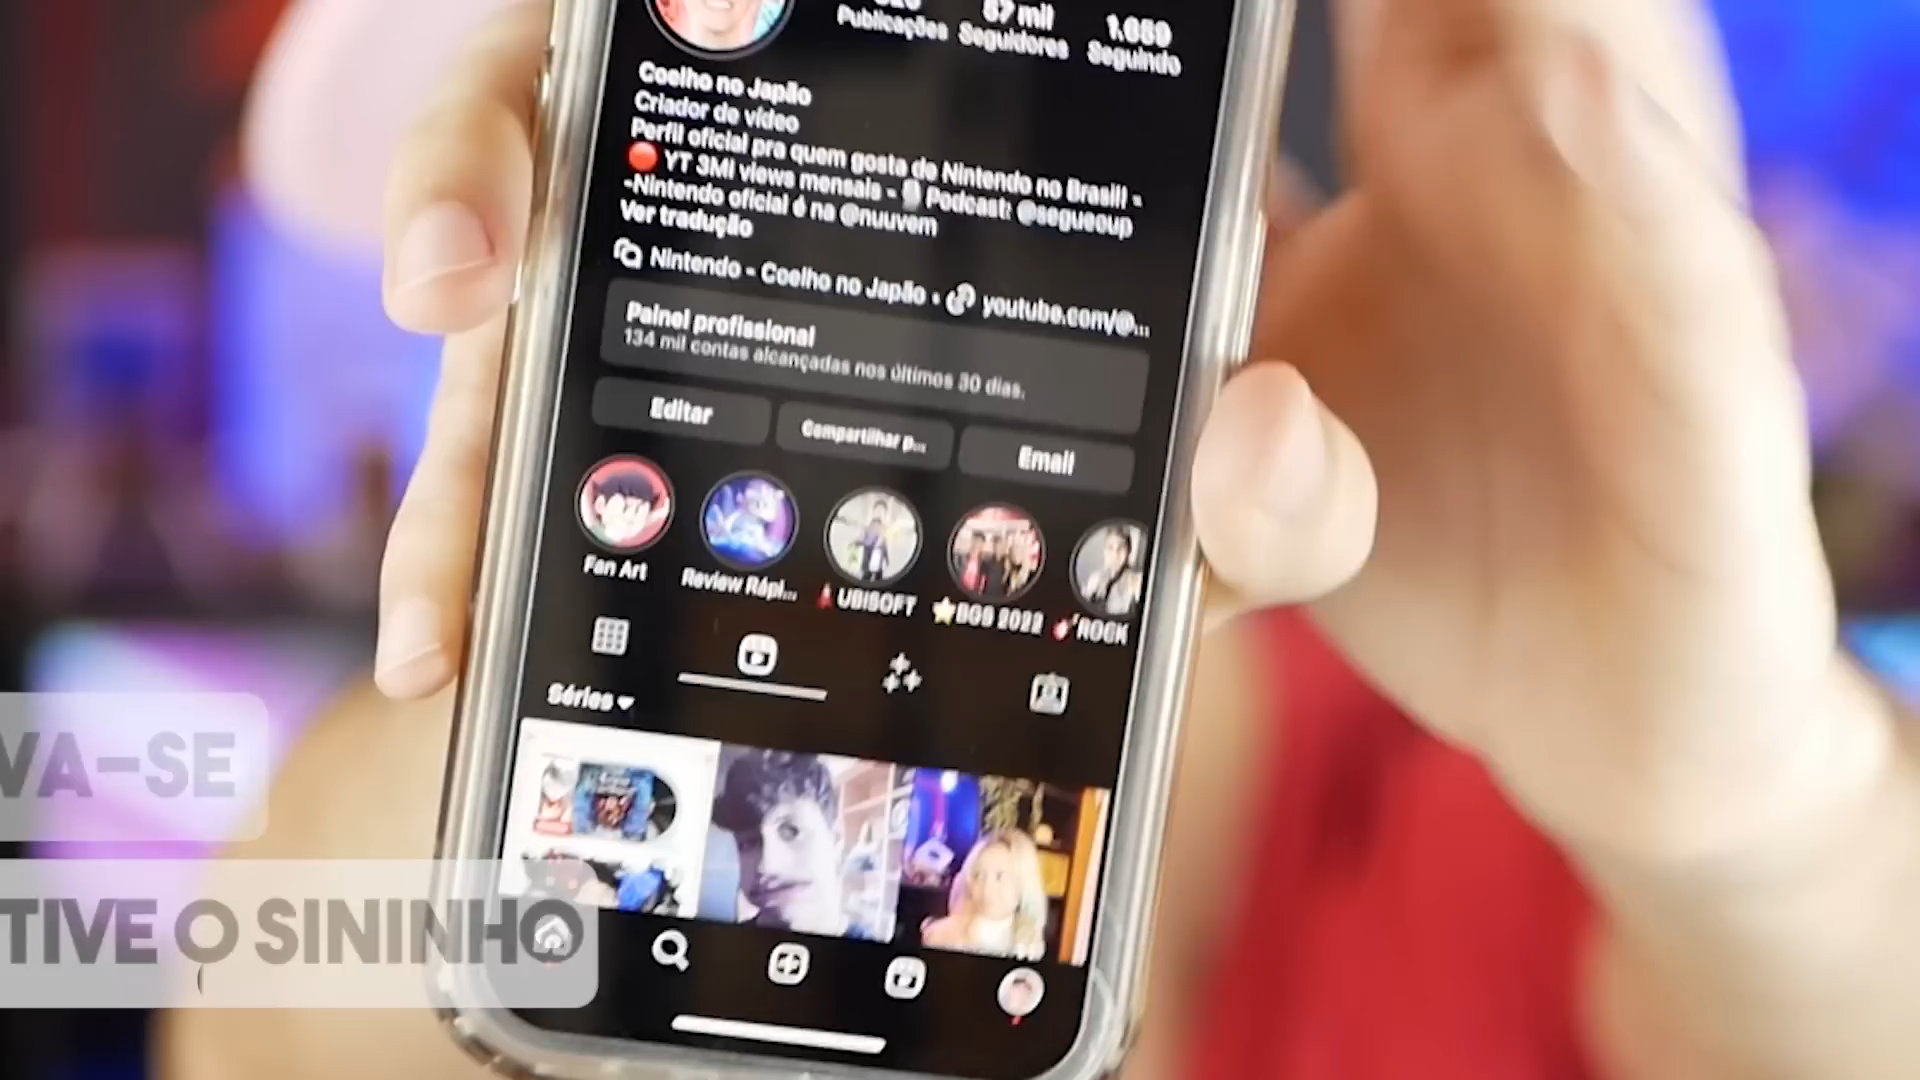 57 mil
1.659
Publicações
Seguidores
Seguindo
Coelho no Japão
Criador de vídeo
Perfil oficial pra quem gosta de Nintendo no Brasil! -
🔴 YT 3MI views mensais - Podcast: @segueoup
-Nintendo oficial é na @nuuvem
Ver tradução
Nintendo - Coelho no Japão • youtube.com/@...
Painel profissional
134 mil contas alcançadas nos últimos 30 dias.
Editar
Compartilhar p...
Email
Fan Art
Review Rápi...
UBISOFT
⭐BGS 2022
ROCK
Séries
VA-SE
TIVE O SININHO